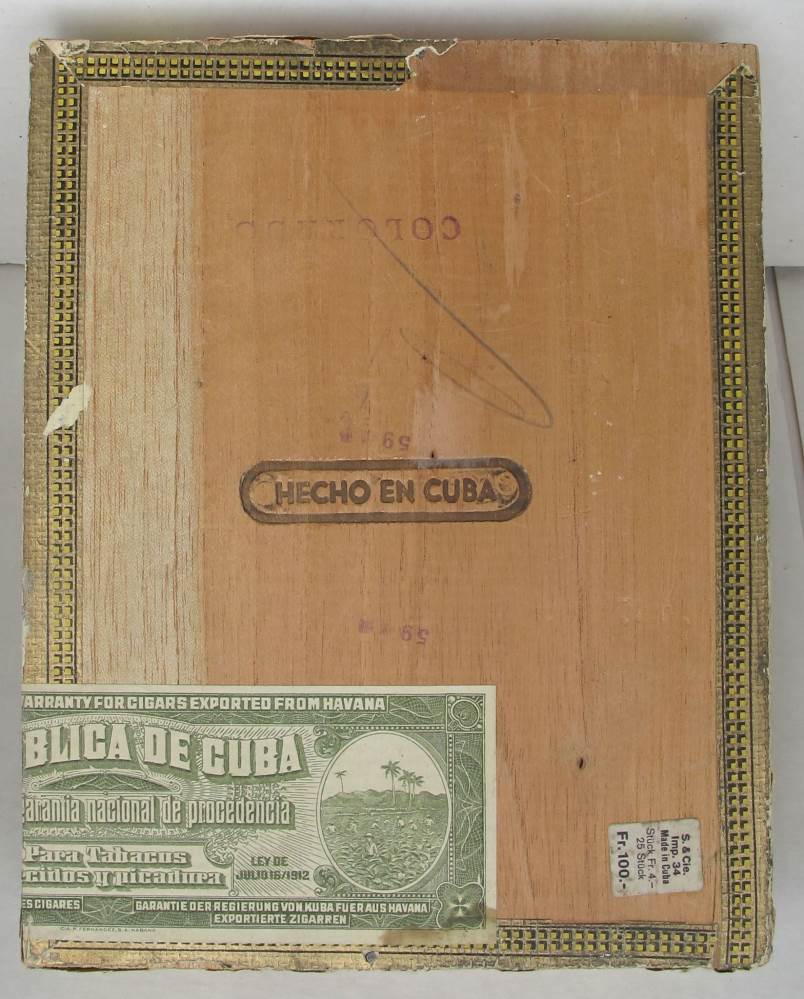 COLORADO
59
HECHO EN CUBA
59
ARRANTY FOR CIGARS EXPORTED FROM HAVANA
BLICA DE CUBA
arantia nacional de procedencia
Para Tabacos
cidos y picadura
LEY DE
JULIO 16/1912
ES CIGARES
GARANTIE DER REGIERUNG VON KUBA FUER AUS HAVANA
EXPORTIERTE ZIGARREN
CIA. P. FERNANDEZ, S. A. HABANA
S. & Cie.
Imp. 34
Made in Cuba
Stück Fr. 4.–
25 Stück
Fr. 100.-